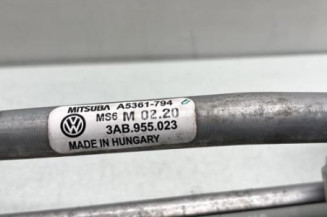 MITSUBA A5361-794
MS6 M 02.20
3AB.955.023
MADE IN HUNGARY